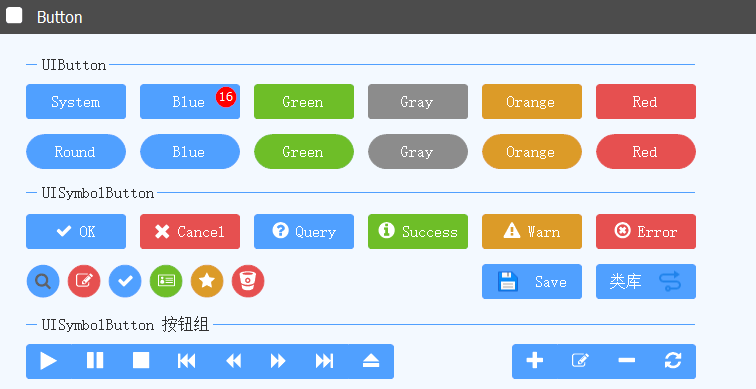 Button
UIButton
System Blue 16 Green Gray Orange Red
Round Blue Green Gray Orange Red
UISymbolButton
OK Cancel Query Success Warn Error
Save 类库
UISymbolButton 按钮组